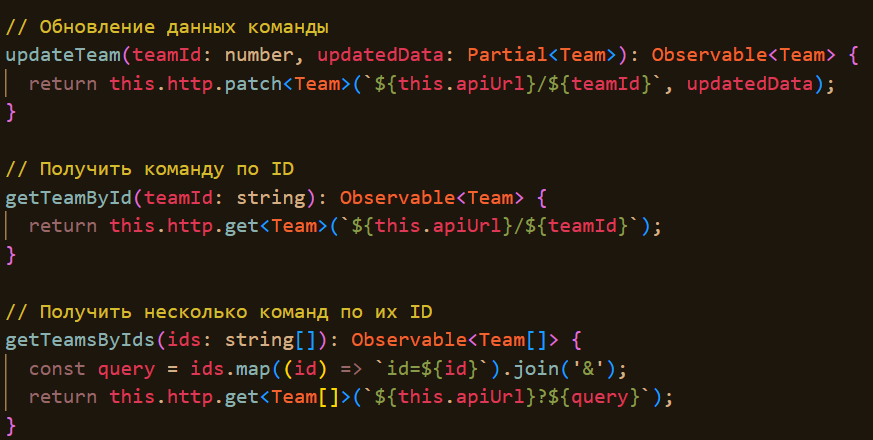 // Обновление данных команды
updateTeam(teamId: number, updatedData: Partial<Team>): Observable<Team> {
  return this.http.patch<Team>(`${this.apiUrl}/${teamId}`, updatedData);
}
// Получить команду по ID
getTeamById(teamId: string): Observable<Team> {
  return this.http.get<Team>(`${this.apiUrl}/${teamId}`);
}
// Получить несколько команд по их ID
getTeamsByIds(ids: string[]): Observable<Team[]> {
  const query = ids.map((id) => `id=${id}`).join('&');
  return this.http.get<Team[]>(`${this.apiUrl}?${query}`);
}